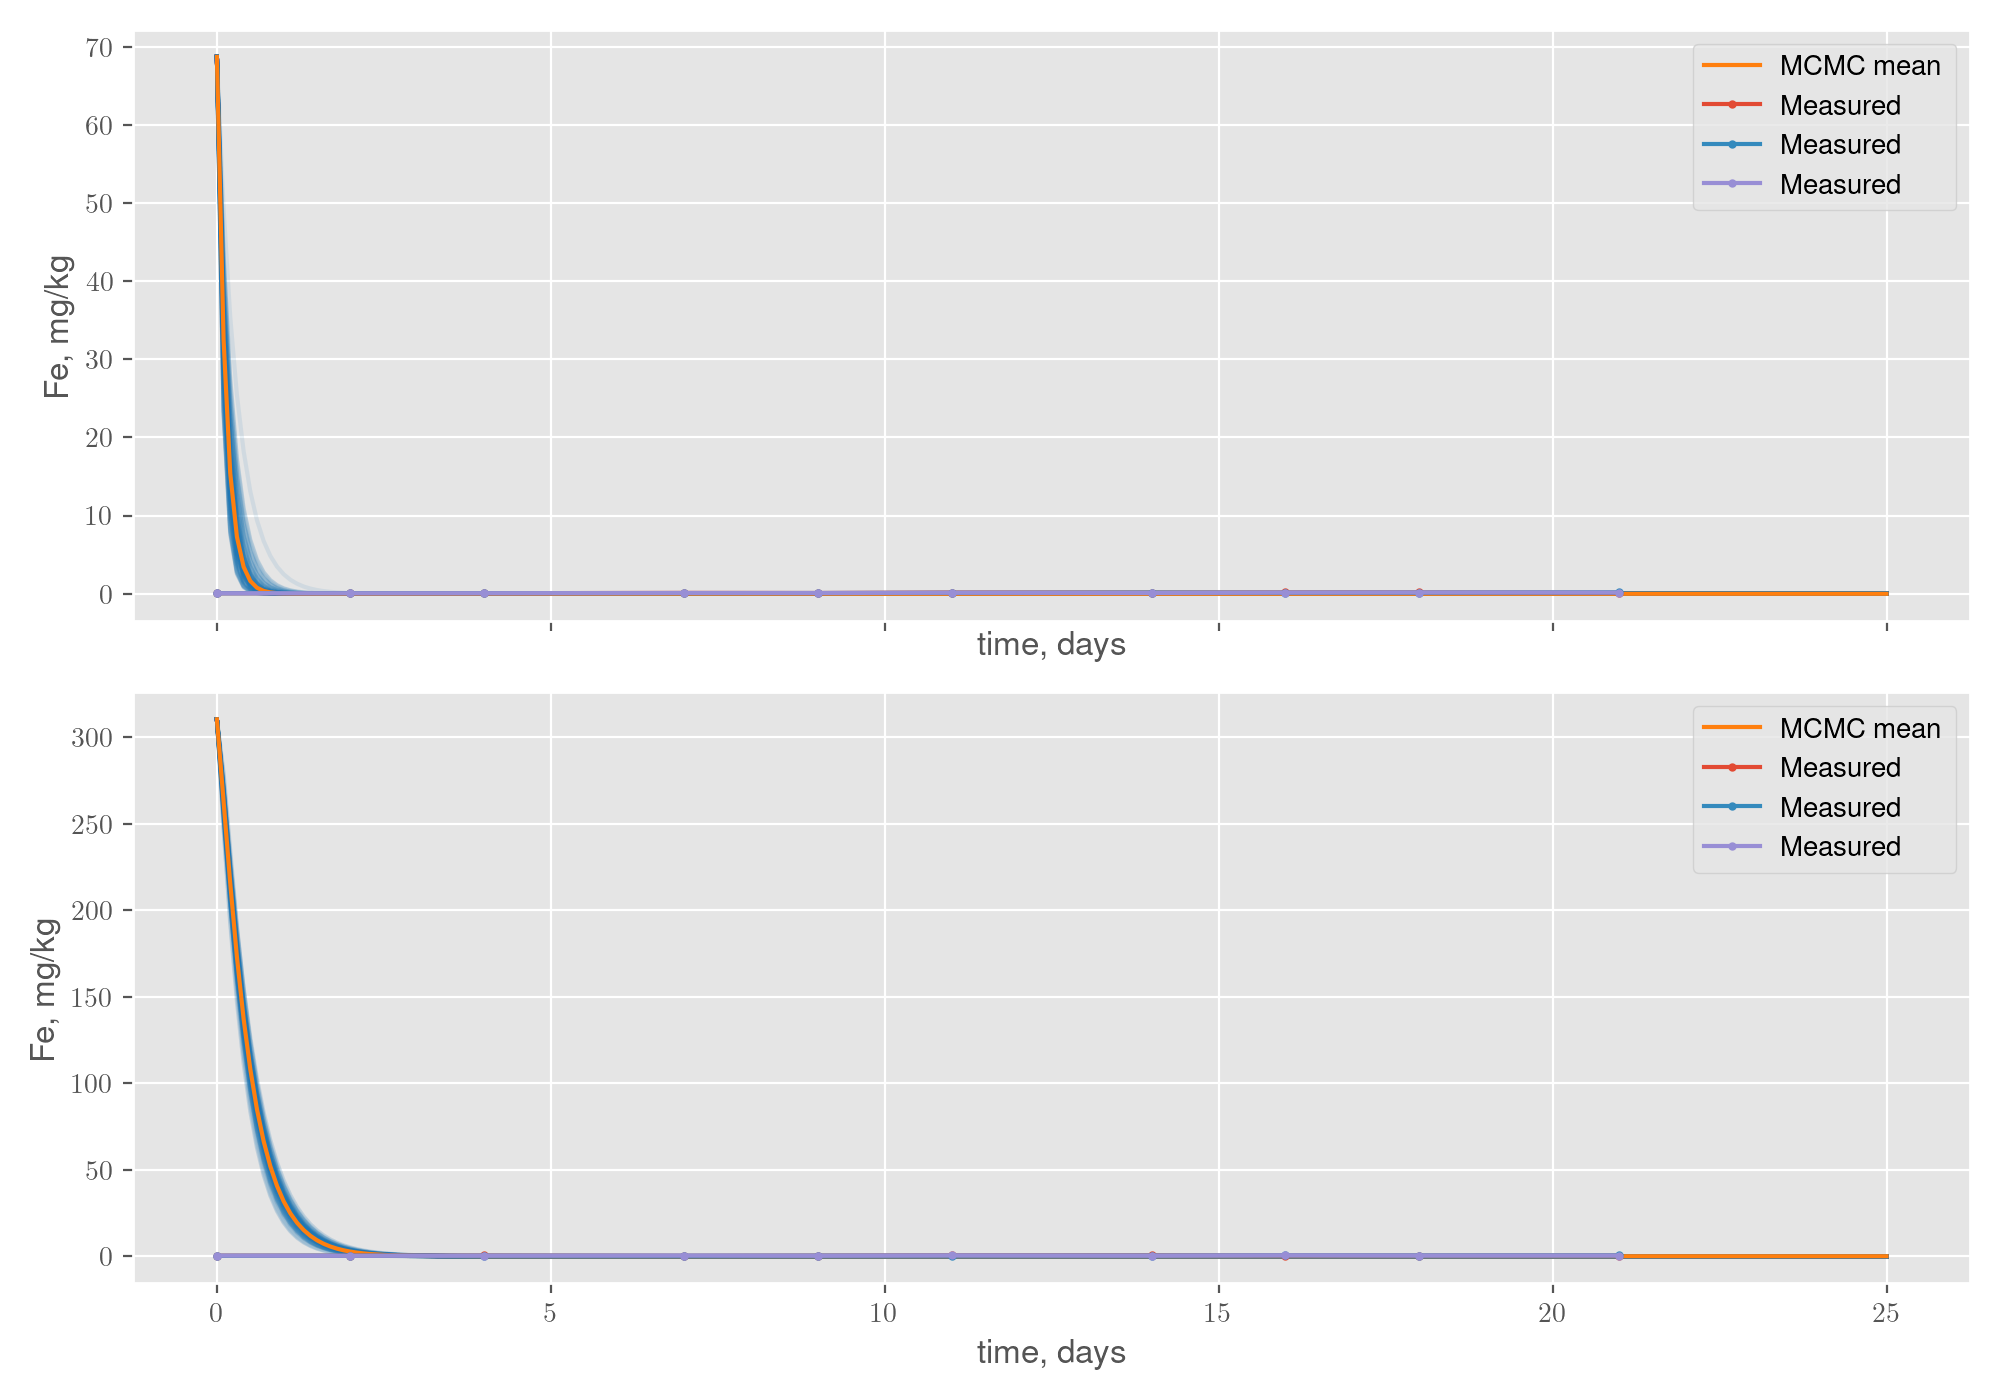 70
60
50
40
30
20
10
0
Fe, mg/kg
time, days
MCMC mean
Measured
Measured
Measured
300
250
200
150
100
50
0
Fe, mg/kg
MCMC mean
Measured
Measured
Measured
0 5 10 15 20 25
time, days